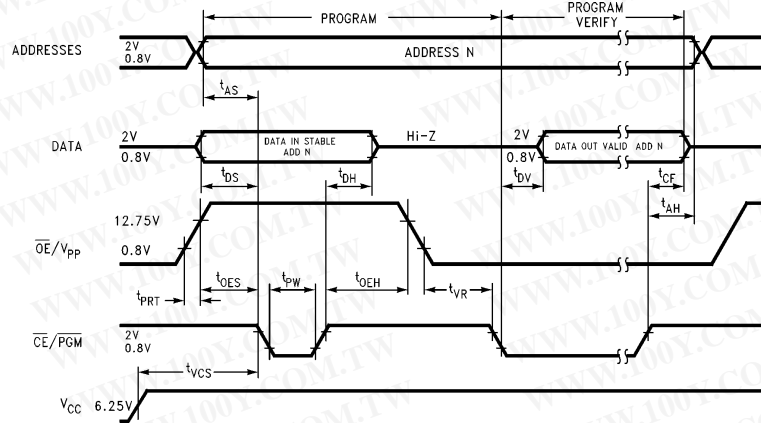 PROGRAM
PROGRAM
VERIFY
ADDRESSES
2V
0.8V
ADDRESS N
tAS
DATA
2V
0.8V
DATA IN STABLE
ADD N
Hi-Z
2V
0.8V
DATA OUT VALID ADD N
tDS
tDH
tDV
tCF
tAH
12.75V
OE/VPP
0.8V
tPRT
tOES
tPW
tOEH
tVR
CE/PGM
2V
0.8V
tVCS
VCC
6.25V
WWW.100Y.COM.TW